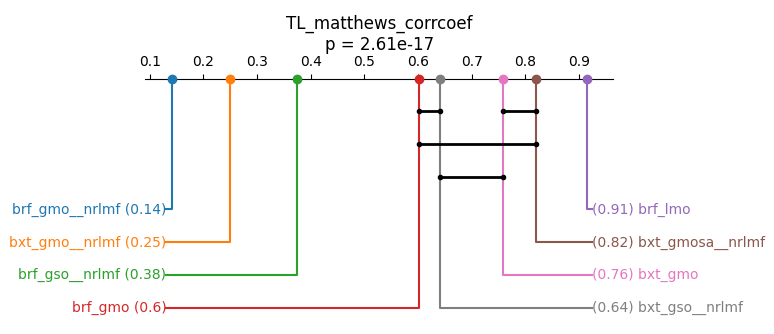 TL_matthews_corrcoef
p = 2.61e-17
0.1 0.2 0.3 0.4 0.5 0.6 0.7 0.8 0.9
brf_gmo__nrlmf (0.14) (0.91) brf_lmo
bxt_gmo__nrlmf (0.25) (0.82) bxt_gmosa__nrlmf
brf_gso__nrlmf (0.38) (0.76) bxt_gmo
brf_gmo (0.6) (0.64) bxt_gso__nrlmf